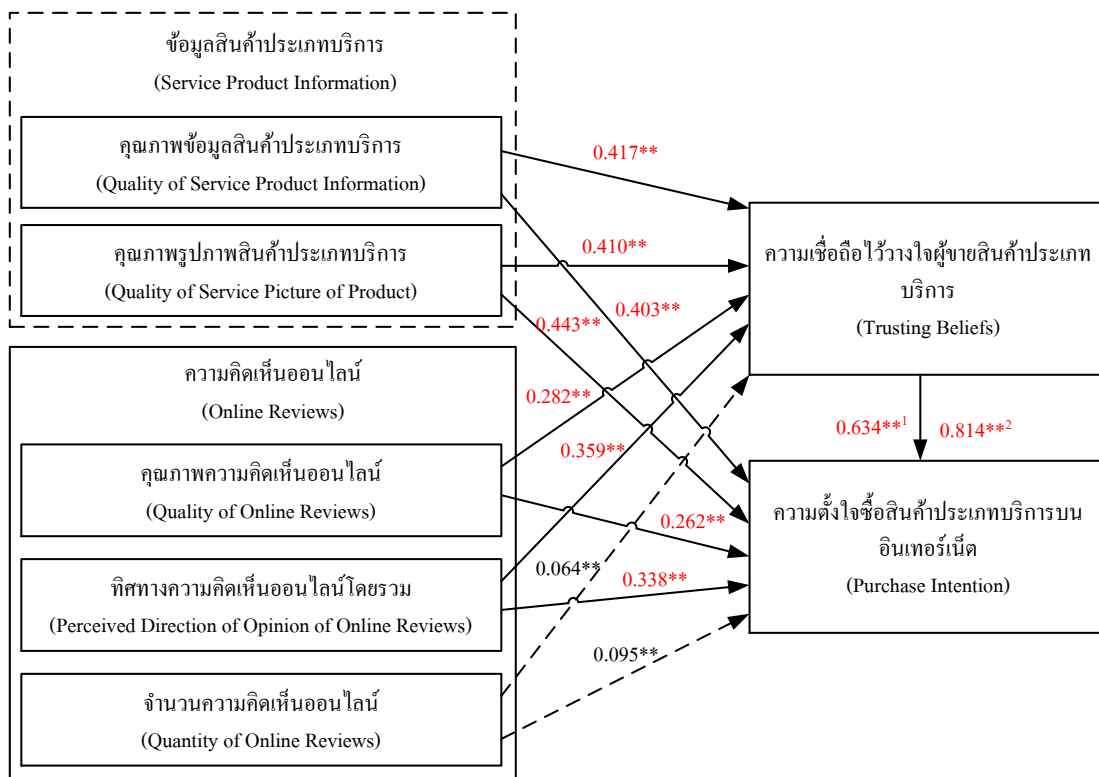 ข้อมูลสินค้าประเภทบริการ
(Service Product Information)
คุณภาพข้อมูลสินค้าประเภทบริการ
(Quality of Service Product Information)
คุณภาพรูปภาพสินค้าประเภทบริการ
(Quality of Service Picture of Product)
ความคิดเห็นออนไลน์
(Online Reviews)
คุณภาพความคิดเห็นออนไลน์
(Quality of Online Reviews)
ทิศทางความคิดเห็นออนไลน์โดยรวม
(Perceived Direction of Opinion of Online Reviews)
จำนวนความคิดเห็นออนไลน์
(Quantity of Online Reviews)
0.417**
0.410**
0.403**
0.443**
0.282**
0.359**
0.262**
0.064**
0.338**
0.095**
ความเชื่อถือไว้วางใจผู้ขายสินค้าประเภท
บริการ
(Trusting Beliefs)
0.634**¹
0.814**²
ความตั้งใจซื้อสินค้าประเภทบริการบน
อินเทอร์เน็ต
(Purchase Intention)